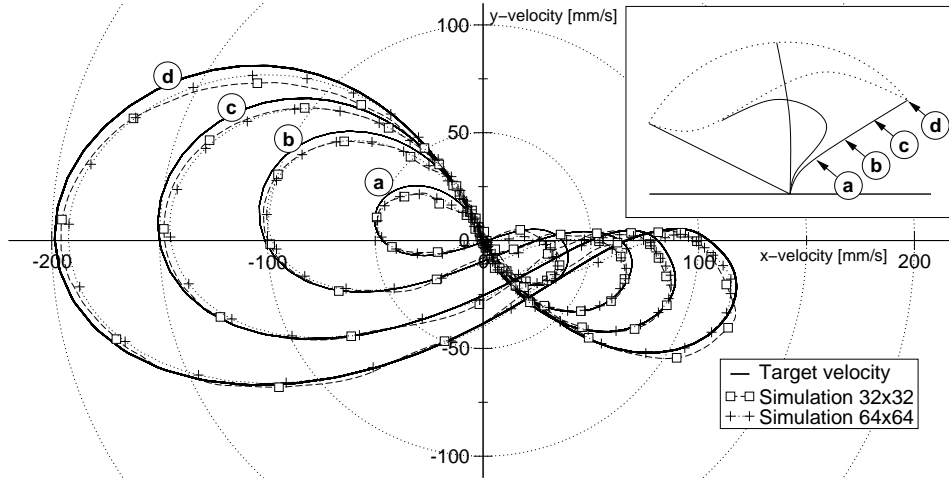 y-velocity [mm/s]
100
d
c
50
b
a
d
c
b
a
0
-200
-100
0
100
200
x-velocity [mm/s]
-50
Target velocity
Simulation 32x32
Simulation 64x64
-100